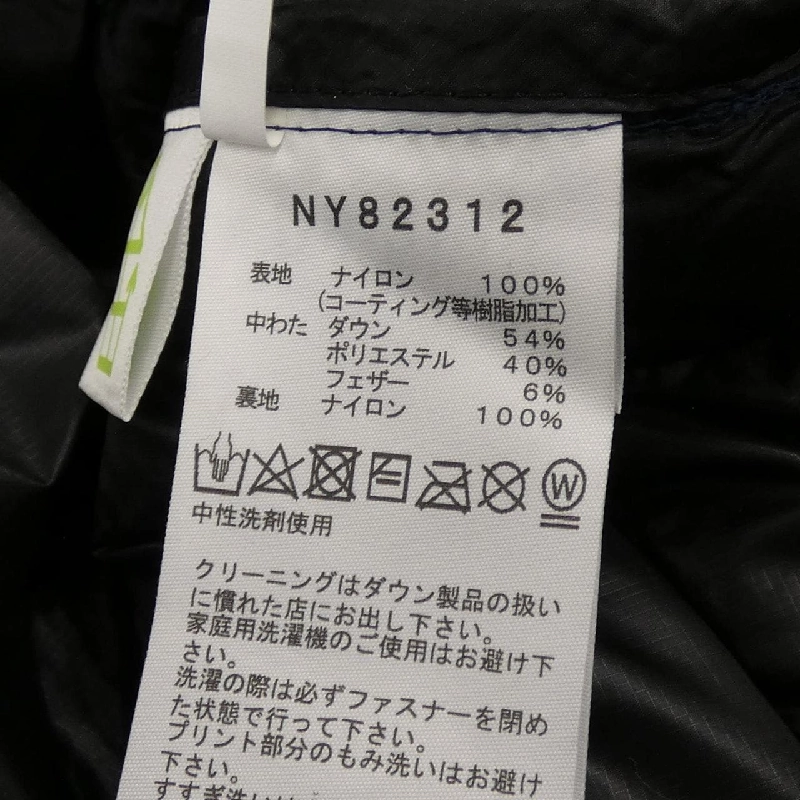 NY82312
表地 ナイロン 100%
(コーティング等樹脂加工)
中わた ダウン 54%
ポリエステル 40%
フェザー 6%
裏地 ナイロン 100%
W
中性洗剤使用
クリーニングはダウン製品の扱い
に慣れた店にお出し下さい。
家庭用洗濯機のご使用はお避け下
さい。
洗濯の際は必ずファスナーを閉め
た状態で行って下さい。
プリント部分のもみ洗いはお避け
下さい。
すすぎ洗いは